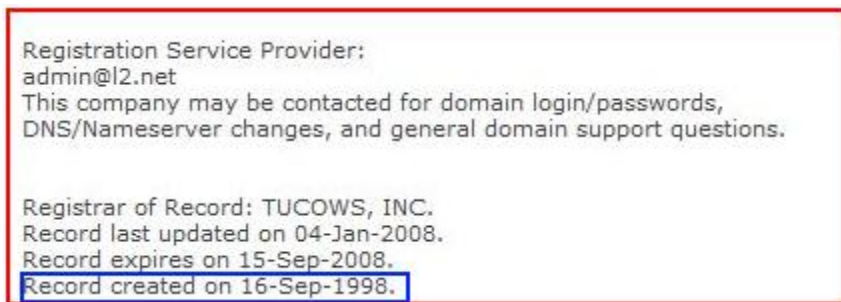 Registration Service Provider:
admin@l2.net
This company may be contacted for domain login/passwords,
DNS/Nameserver changes, and general domain support questions.
Registrar of Record: TUCOWS, INC.
Record last updated on 04-Jan-2008.
Record expires on 15-Sep-2008.
Record created on 16-Sep-1998.